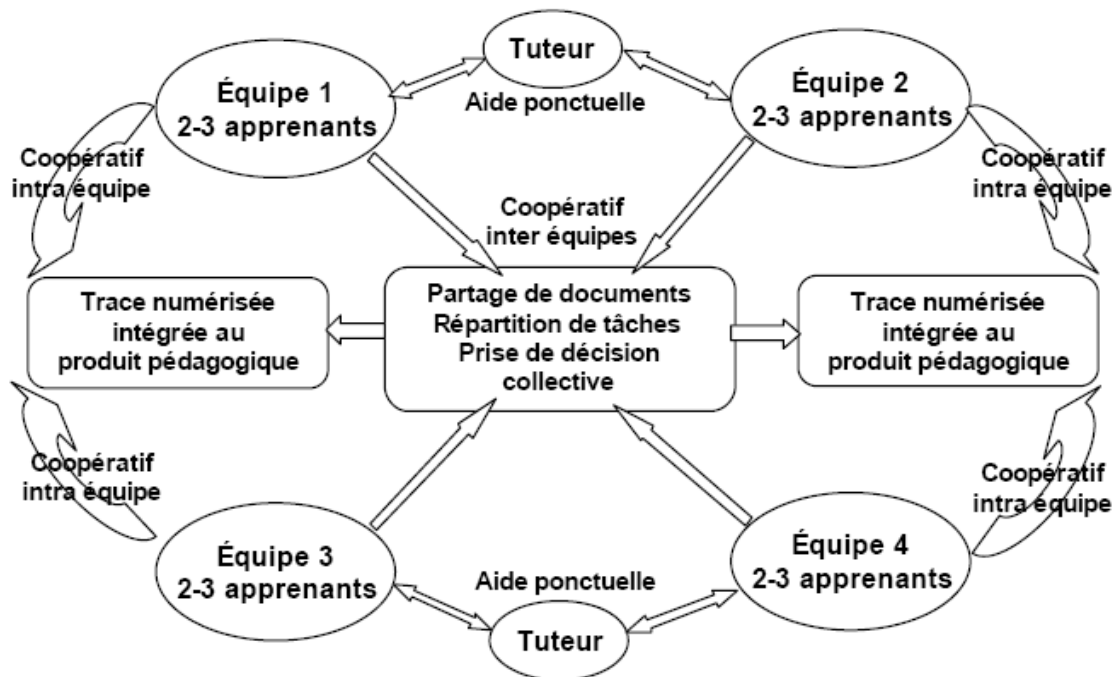 Tuteur
Équipe 1
2-3 apprenants
Aide ponctuelle
Équipe 2
2-3 apprenants
Coopératif
intra équipe
Coopératif
inter équipes
Coopératif
intra équipe
Trace numérisée
intégrée au
produit pédagogique
Partage de documents
Répartition de tâches
Prise de décision
collective
Trace numérisée
intégrée au
produit pédagogique
Coopératif
intra équipe
Coopératif
intra équipe
Équipe 3
2-3 apprenants
Aide ponctuelle
Équipe 4
2-3 apprenants
Tuteur